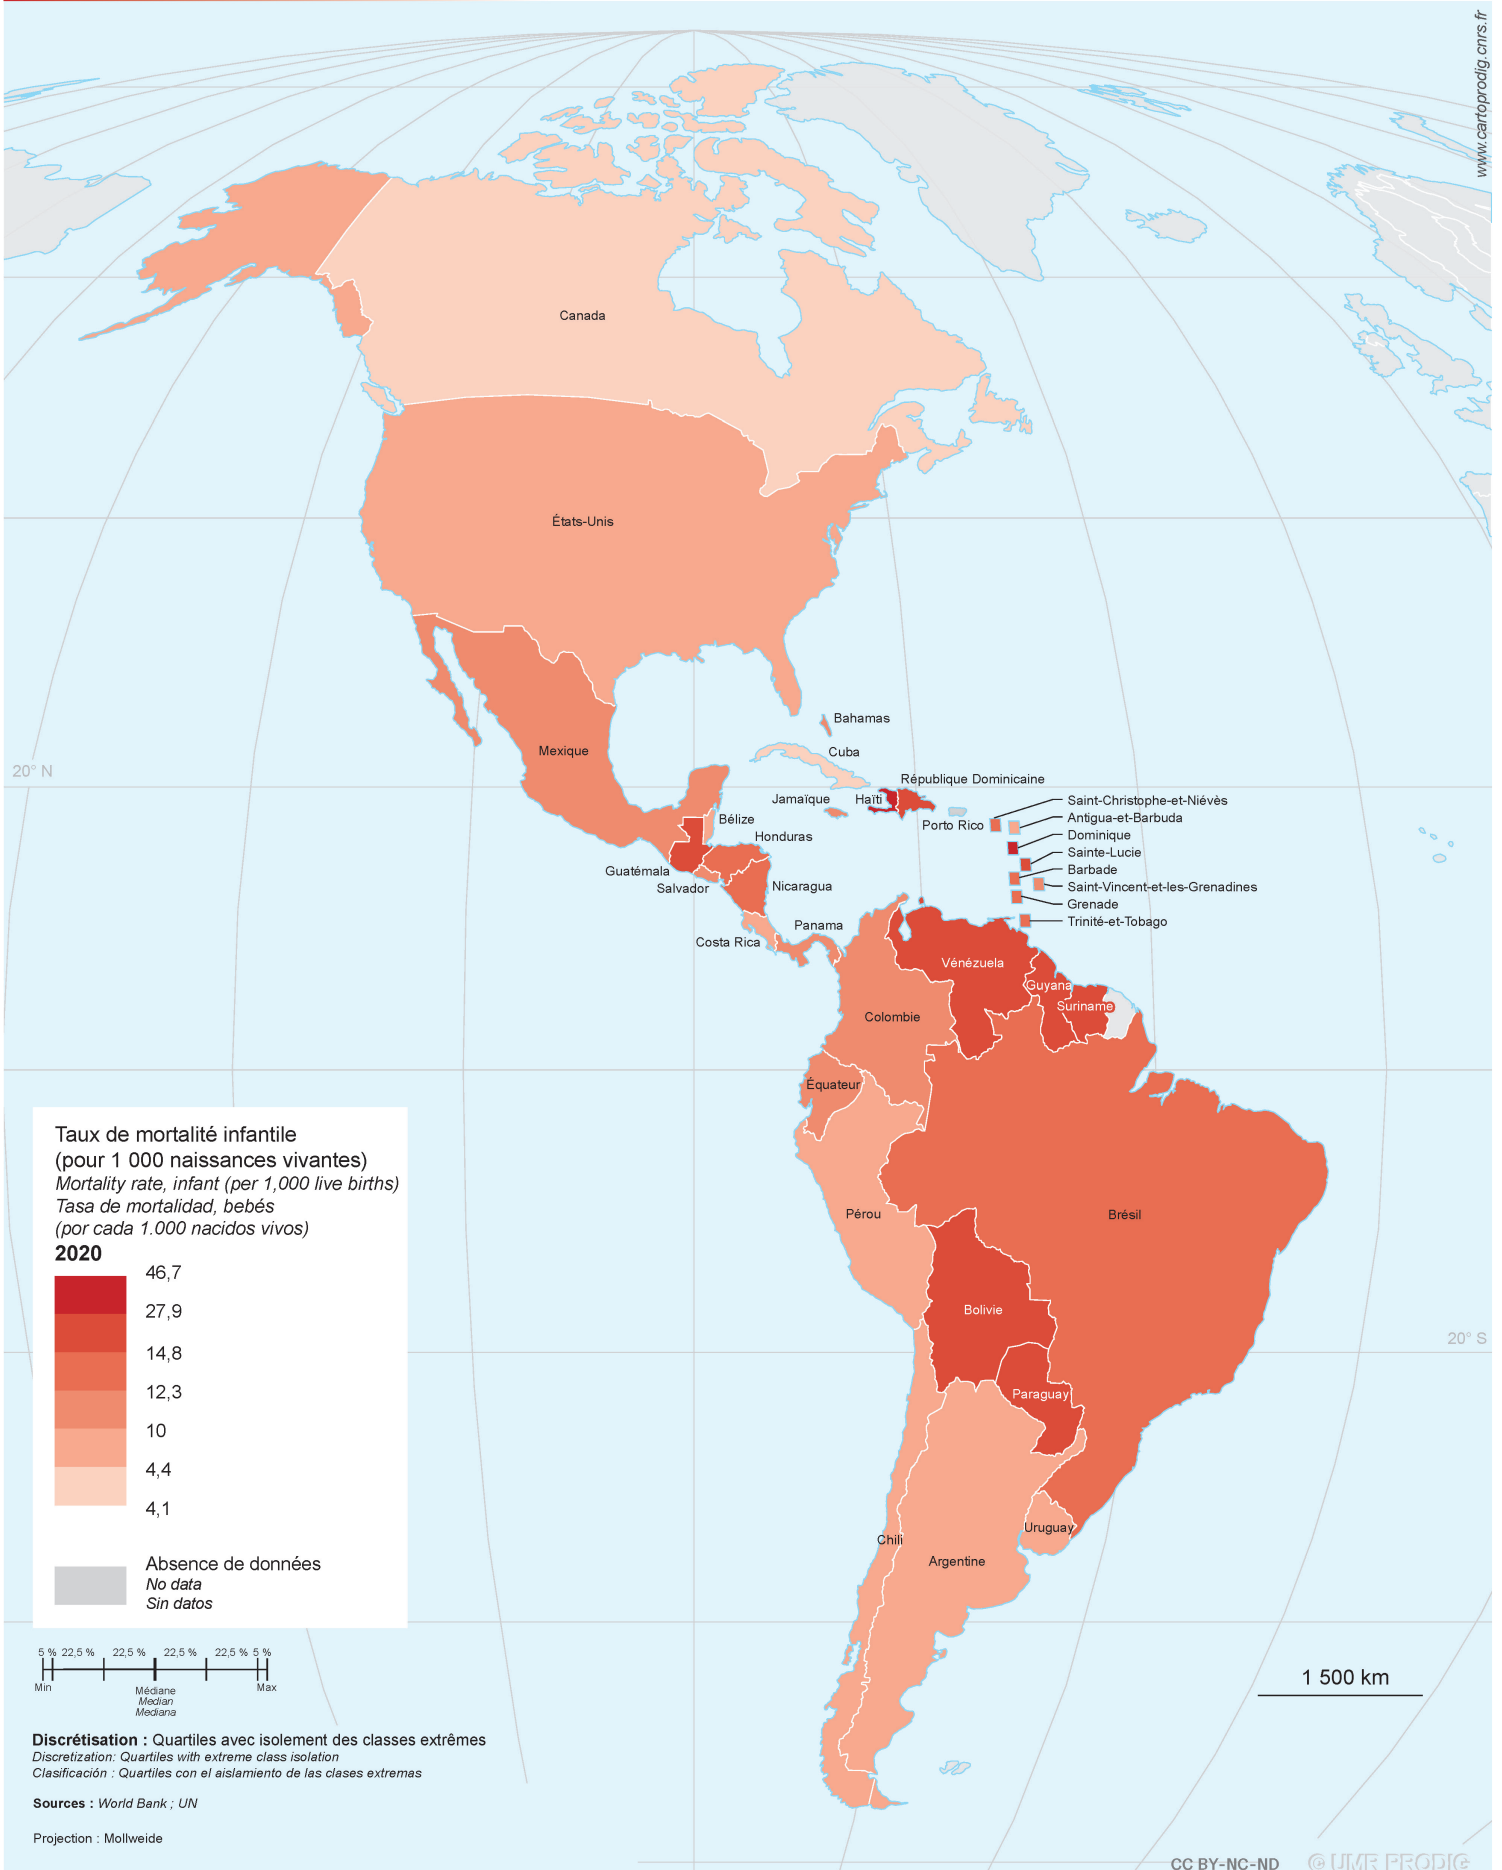 www.cartoprodig.cnrs.fr
Canada
États-Unis
Bahamas
Mexique
Cuba
20° N
République Dominicaine
Jamaïque
Haïti
Saint-Christophe-et-Niévès
Bélize
Porto Rico
Antigua-et-Barbuda
Honduras
Dominique
Sainte-Lucie
Guatémala
Barbade
Salvador
Nicaragua
Saint-Vincent-et-les-Grenadines
Grenade
Panama
Trinité-et-Tobago
Costa Rica
Vénézuela
Guyana
Suriname
Colombie
Équateur
Pérou
Brésil
Bolivie
20° S
Paraguay
Uruguay
Chili
Argentine
Taux de mortalité infantile
(pour 1 000 naissances vivantes)
Mortality rate, infant (per 1,000 live births)
Tasa de mortalidad, bebés
(por cada 1.000 nacidos vivos)
2020
46,7
27,9
14,8
12,3
10
4,4
4,1
Absence de données
No data
Sin datos
5 % 22,5 % 22,5 % 22,5 % 22,5 % 5 %
Min Max
Médiane
Median
Mediana
1 500 km
Discrétisation : Quartiles avec isolement des classes extrêmes
Discretization: Quartiles with extreme class isolation
Clasificación : Quartiles con el aislamiento de las clases extremas
Sources : World Bank ; UN
Projection : Mollweide
CC BY-NC-ND © UMR PRODIG